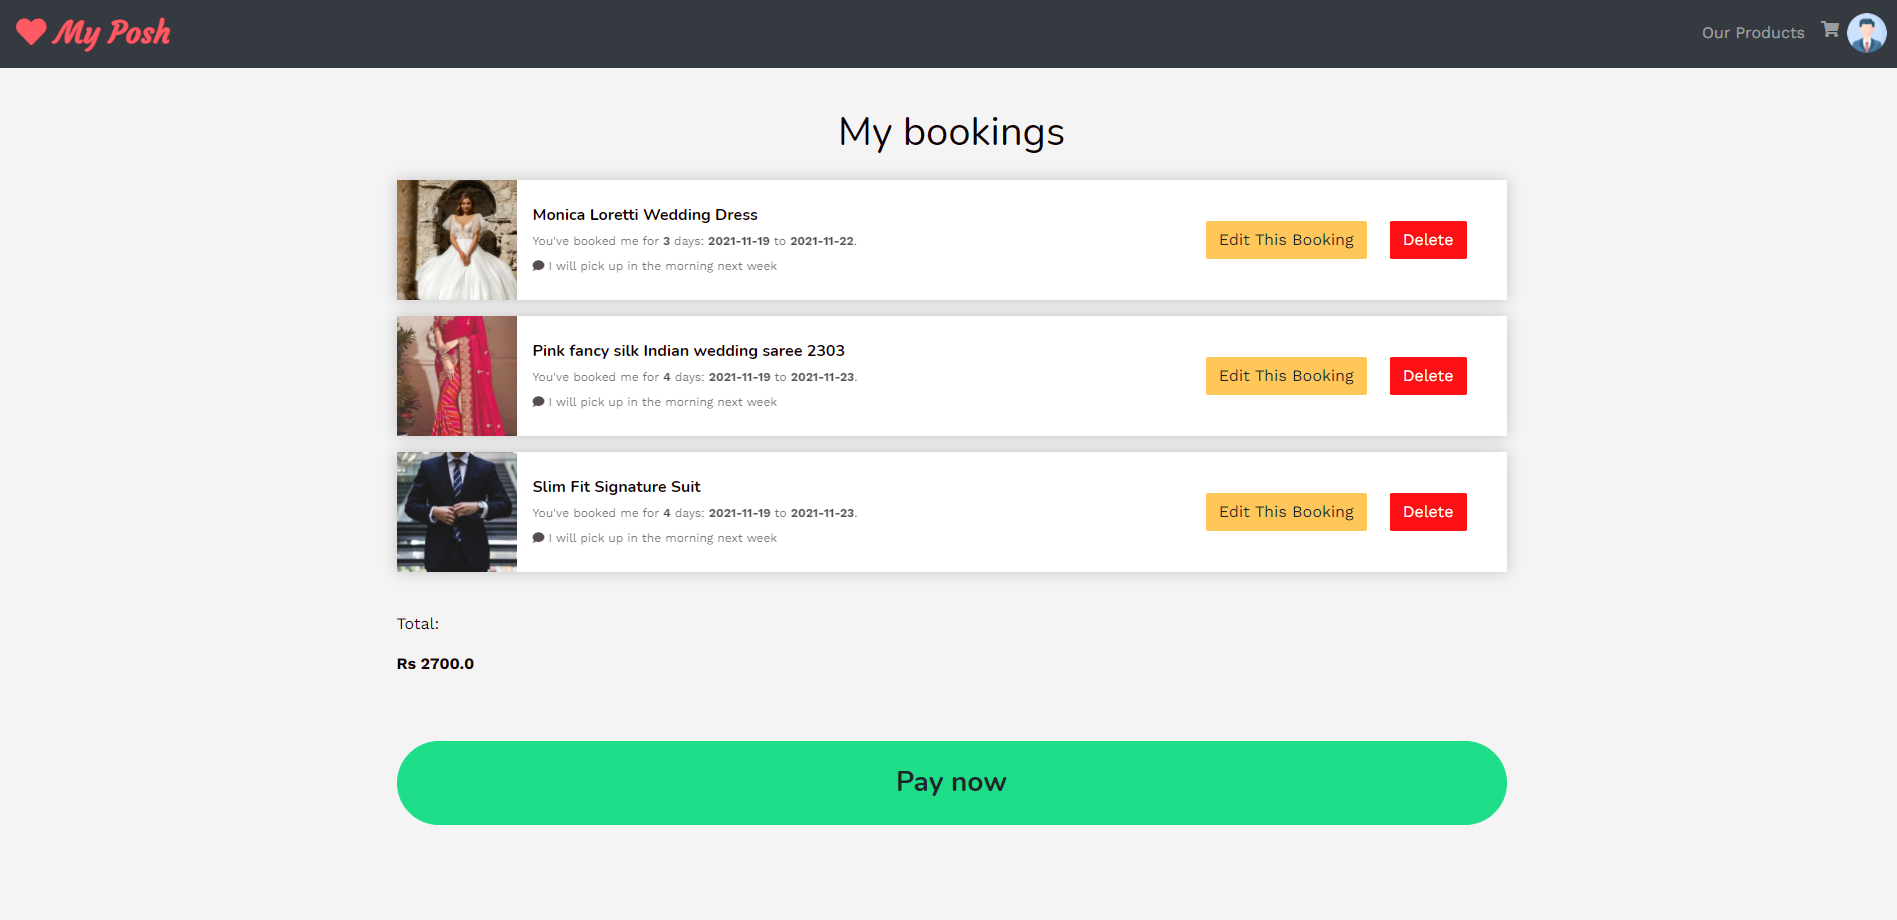 My Posh
Our Products
My bookings
Monica Loretti Wedding Dress
You've booked me for 3 days: 2021-11-19 to 2021-11-22.
I will pick up in the morning next week
Edit This Booking
Delete
Pink fancy silk Indian wedding saree 2303
You've booked me for 4 days: 2021-11-19 to 2021-11-23.
I will pick up in the morning next week
Edit This Booking
Delete
Slim Fit Signature Suit
You've booked me for 4 days: 2021-11-19 to 2021-11-23.
I will pick up in the morning next week
Edit This Booking
Delete
Total:
Rs 2700.0
Pay now